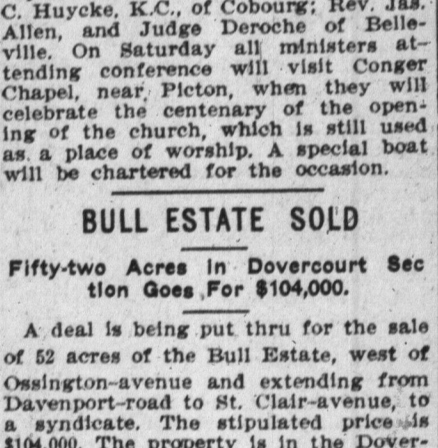 C. Huycke, K.C., of Cobourg; Rev. Jas.
Allen, and Judge Deroche of Belle-
ville. On Saturday all ministers at-
tending conference will visit Conger
Chapel, near Picton, when they will
celebrate the centenary of the open-
ing of the church, which is still used
as a place of worship. A special boat
will be chartered for the occasion.
BULL ESTATE SOLD
Fifty-two Acres in Dovercourt Sec
tion Goes For $104,000.
A deal is being put thru for the sale
of 52 acres of the Bull Estate, west of
Ossington-avenue and extending from
Davenport-road to St. Clair-avenue, to
a syndicate. The stipulated price is
$104,000. The property is in the Dover-